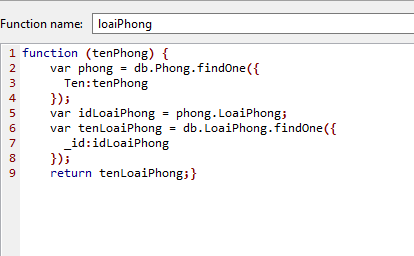 Function name: loaiPhong
1 function (tenPhong) {
2 var phong = db.Phong.findOne({
3 Ten:tenPhong
4 });
5 var idLoaiPhong = phong.LoaiPhong;
6 var tenLoaiPhong = db.LoaiPhong.findOne({
7 _id:idLoaiPhong
8 });
9 return tenLoaiPhong;}